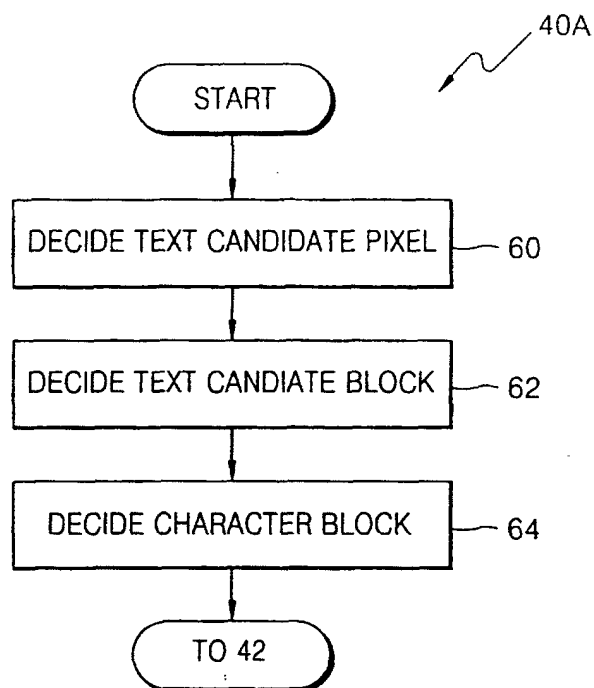 40A
START
DECIDE TEXT CANDIDATE PIXEL
60
DECIDE TEXT CANDIATE BLOCK
62
DECIDE CHARACTER BLOCK
64
TO 42